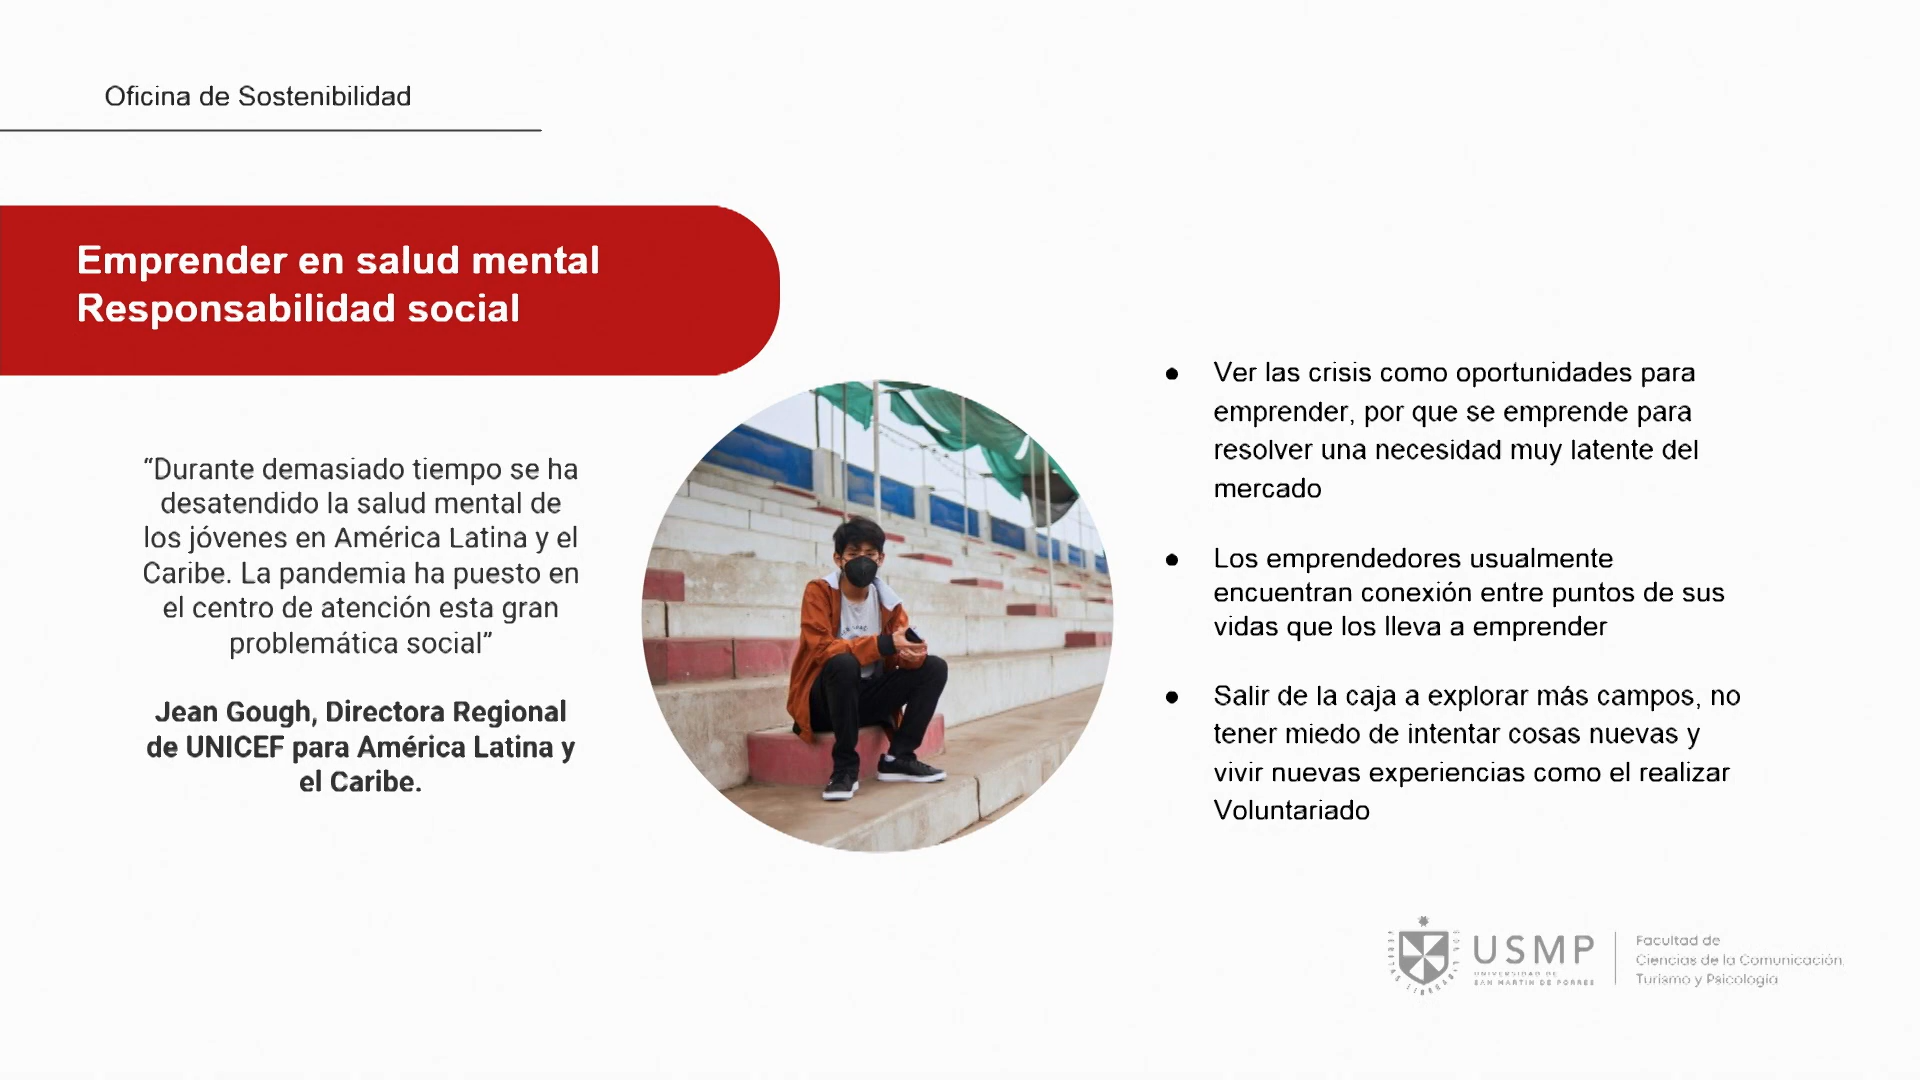 Oficina de Sostenibilidad
Emprender en salud mental
Responsabilidad social
“Durante demasiado tiempo se ha
desatendido la salud mental de
los jóvenes en América Latina y el
Caribe. La pandemia ha puesto en
el centro de atención esta gran
problemática social”
Jean Gough, Directora Regional
de UNICEF para América Latina y
el Caribe.
● Ver las crisis como oportunidades para
emprender, por que se emprende para
resolver una necesidad muy latente del
mercado
● Los emprendedores usualmente
encuentran conexión entre puntos de sus
vidas que los lleva a emprender
● Salir de la caja a explorar más campos, no
tener miedo de intentar cosas nuevas y
vivir nuevas experiencias como el realizar
Voluntariado
USMP
UNIVERSIDAD DE
SAN MARTIN DE PORRES
Facultad de
Ciencias de la Comunicación,
Turismo y Psicología